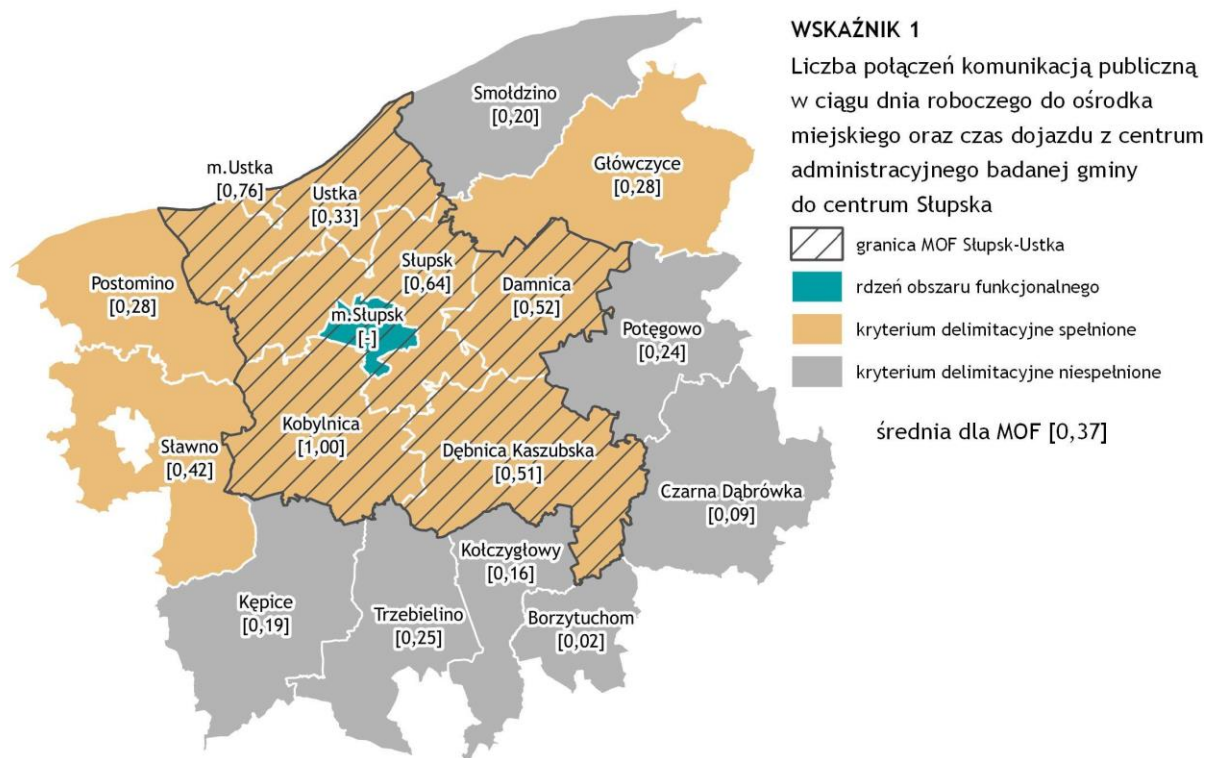 WSKAŹNIK 1
Liczba połączeń komunikacją publiczną
w ciągu dnia roboczego do ośrodka
miejskiego oraz czas dojazdu z centrum
administracyjnego badanej gminy
do centrum Słupska
granica MOF Słupsk-Ustka
rdzeń obszaru funkcjonalnego
kryterium delimitacyjne spełnione
kryterium delimitacyjne niespełnione
średnia dla MOF [0,37]
Smołdzino
[0,20]
Główczyce
[0,28]
m.Ustka
[0,76]
Ustka
[0,33]
Słupsk
[0,64]
Damnica
[0,52]
Postomino
[0,28]
m.Słupsk
[-]
Potęgowo
[0,24]
Kobylnica
[1,00]
Sławno
[0,42]
Dębnica Kaszubska
[0,51]
Czarna Dąbrówka
[0,09]
Kołczygłowy
[0,16]
Kępice
[0,19]
Trzebielino
[0,25]
Borzytuchom
[0,02]